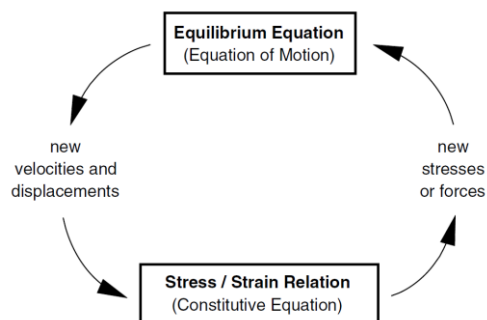 Equilibrium Equation
(Equation of Motion)
new
velocities and
displacements
new
stresses
or forces
Stress / Strain Relation
(Constitutive Equation)